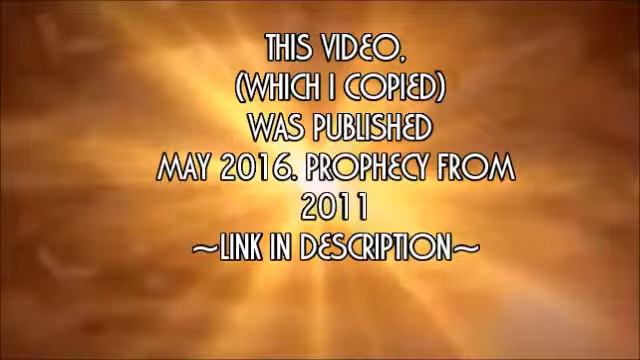 THIS VIDEO,
(WHICH I COPIED)
WAS PUBLISHED
MAY 2016. PROPHECY FROM
2011
~LINK IN DESCRIPTION~